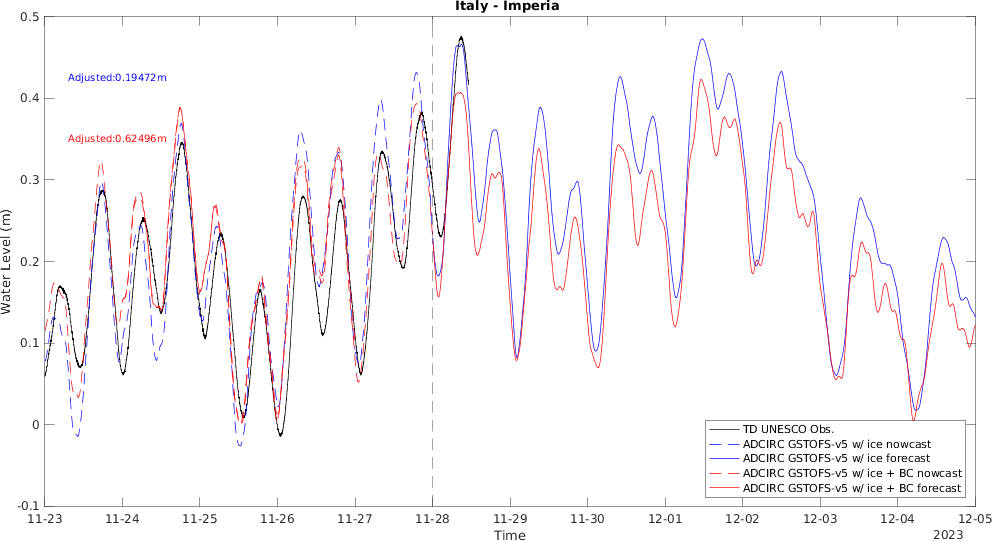 Italy - Imperia
0.5
0.4
0.3
0.2
0.1
0
-0.1
Water Level (m)
Adjusted:0.19472m
Adjusted:0.62496m
TD UNESCO Obs.
ADCIRC GSTOFS-v5 w/ ice nowcast
ADCIRC GSTOFS-v5 w/ ice forecast
ADCIRC GSTOFS-v5 w/ ice + BC nowcast
ADCIRC GSTOFS-v5 w/ ice + BC forecast
11-23 11-24 11-25 11-26 11-27 11-28 11-29 11-30 12-01 12-02 12-03 12-04 12-05
Time
2023